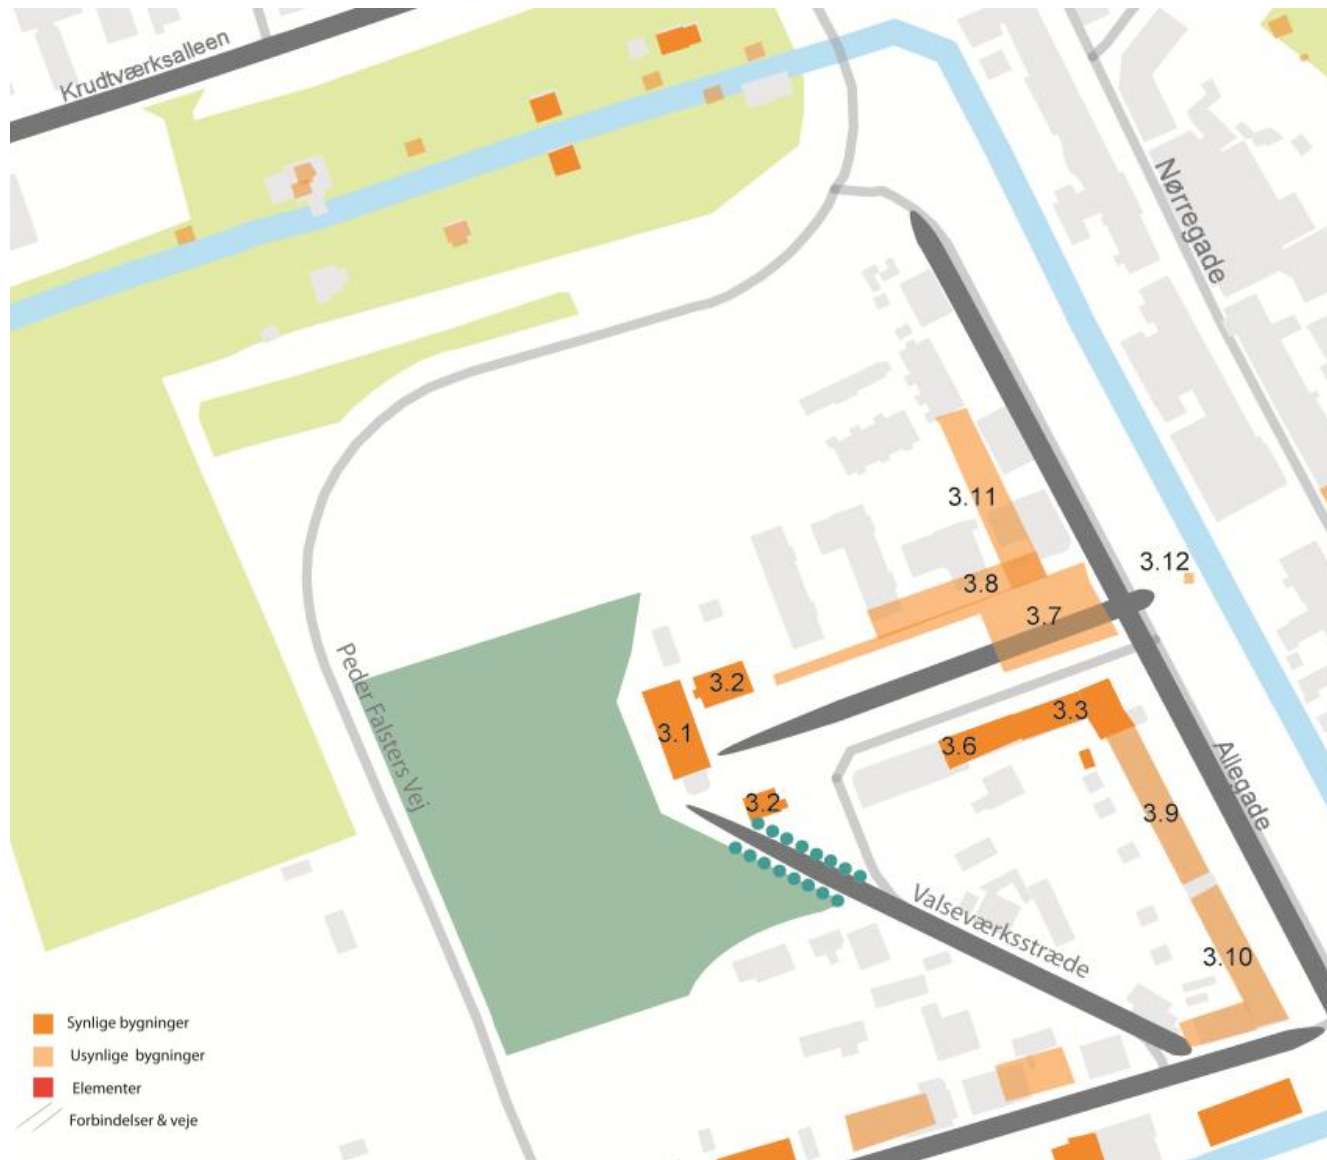 Krudtværksalleen
Nørregade
3.11
3.12
3.8
3.7
Peder Falsters Vej
3.2
3.1
3.3
3.6
Allegade
3.2
3.9
Valseværksstræde
3.10
Synlige bygninger
Usynlige bygninger
Elementer
Forbindelser & veje